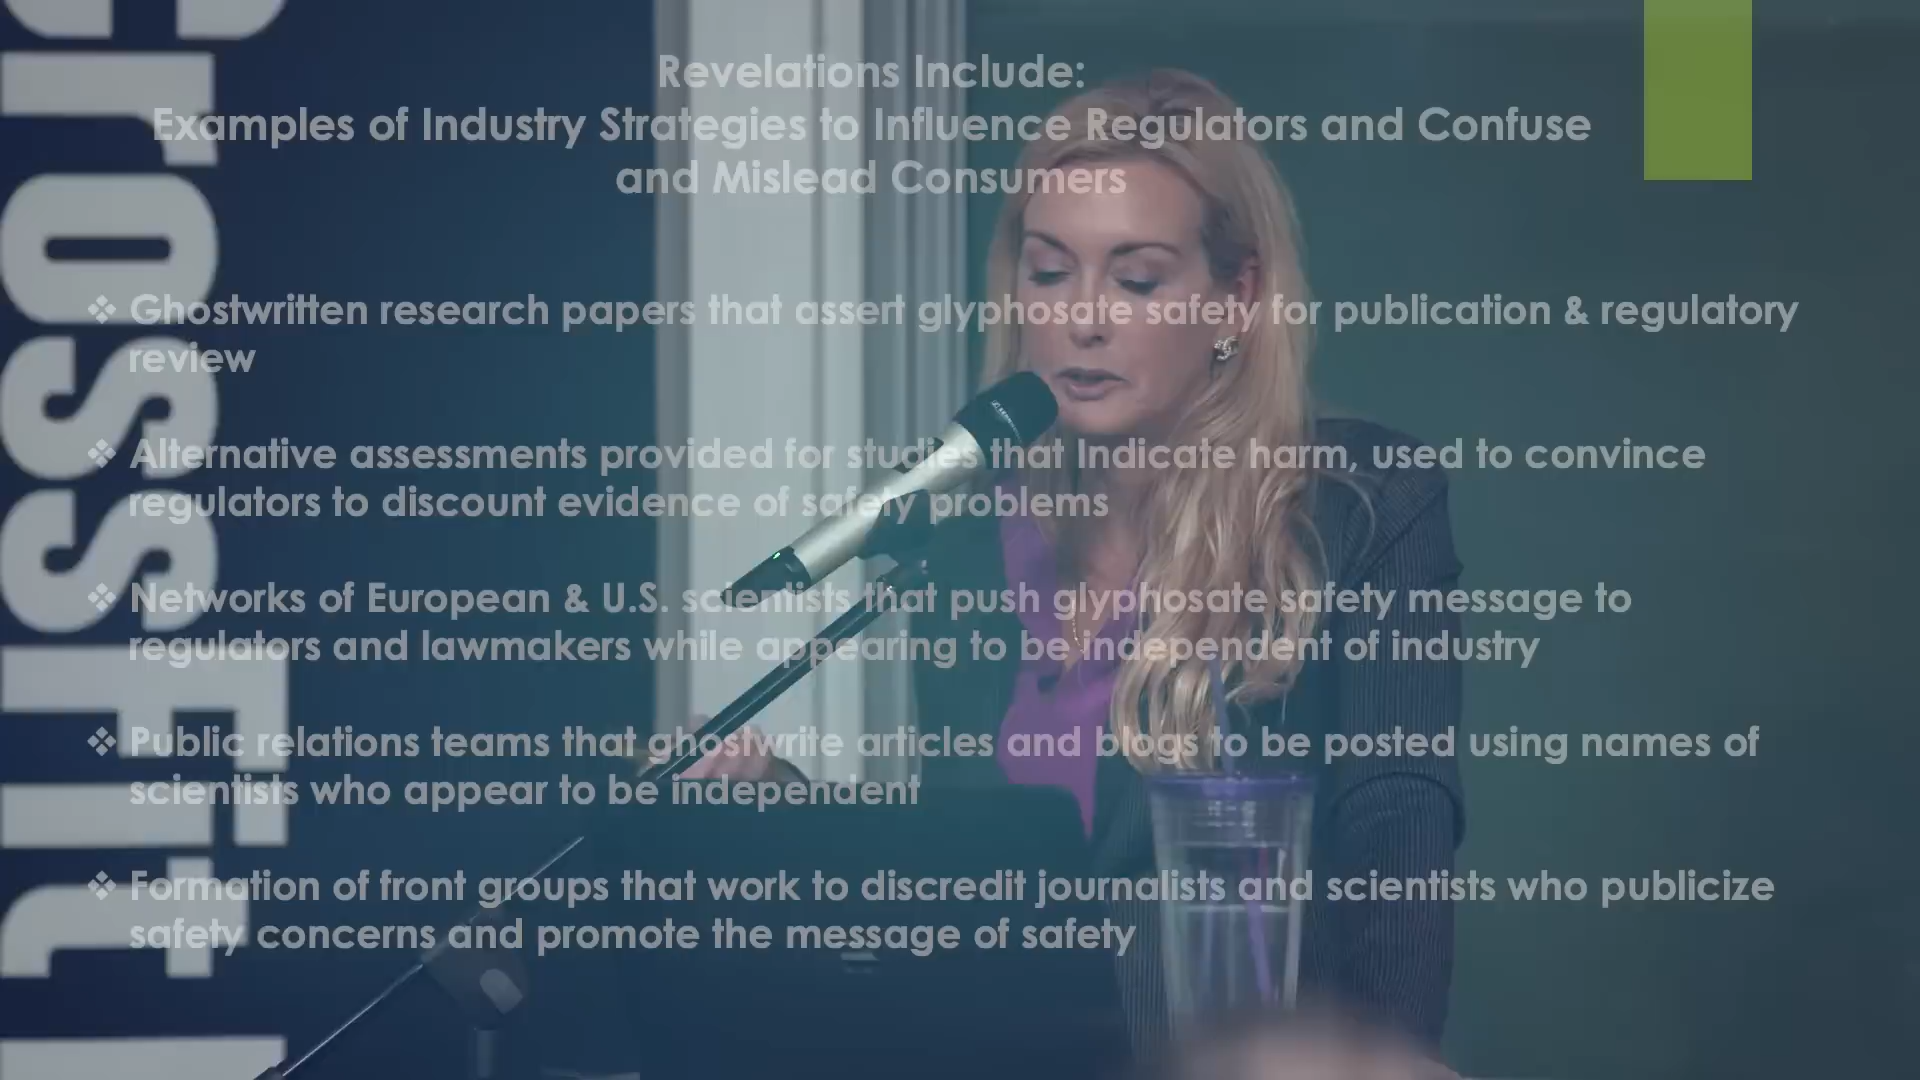 CrossFit
Revelations Include:
Examples of Industry Strategies to Influence Regulators and Confuse
and Mislead Consumers
❖ Ghostwritten research papers that assert glyphosate safety for publication & regulatory
review
❖ Alternative assessments provided for studies that Indicate harm, used to convince
regulators to discount evidence of safety problems
❖ Networks of European & U.S. scientists that push glyphosate safety message to
regulators and lawmakers while appearing to be independent of industry
❖ Public relations teams that ghostwrite articles and blogs to be posted using names of
scientists who appear to be independent
❖ Formation of front groups that work to discredit journalists and scientists who publicize
safety concerns and promote the message of safety